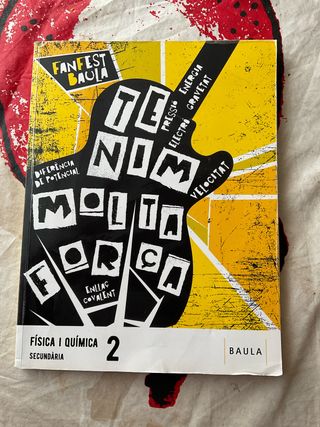 FANFEST
BAULA
TE
NIM
MOLTA
FORÇA
PRESSIÓ ENERGIA
ELECTRÓ GRAVETAT
VELOCITAT
DIFERÈNCIA
DE POTENCIAL
ENLLAÇ
COVALENT
FÍSICA I QUÍMICA 2
SECUNDÀRIA
BAULA